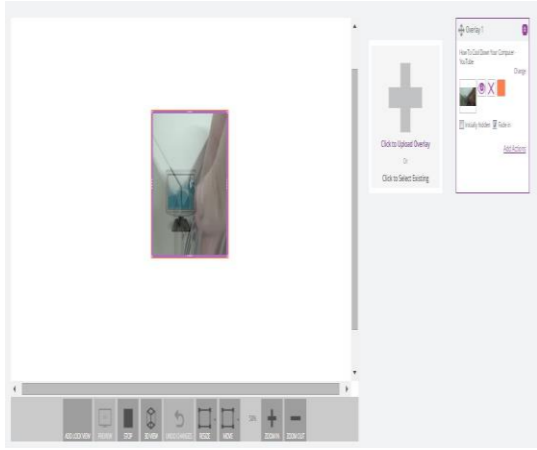 Overlay 1
How To Cool Down Your Computer -
YouTube
Change
Initially hidden
Fade in
Add Actions
Click to Upload Overlay
Or
Click to Select Existing
ADD LOCK VIEW
PREVIEW
STOP
3D VIEW
UNDO CHANGES
RESIZE
MOVE
50%
ZOOM IN
ZOOM OUT